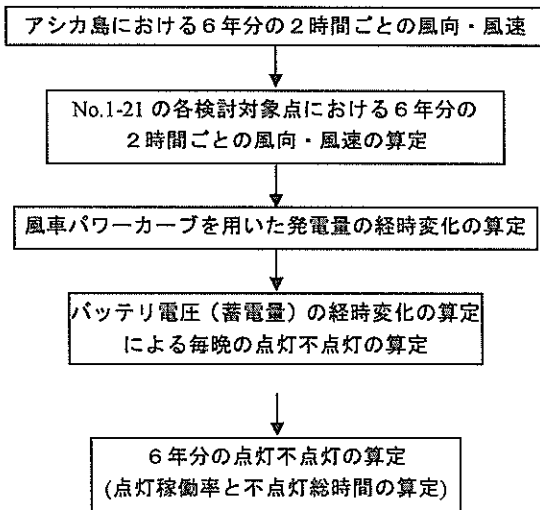 アシカ島における６年分の２時間ごとの風向・風速
No.1-21 の各検討対象点における６年分の
２時間ごとの風向・風速の算定
風車パワーカーブを用いた発電量の経時変化の算定
バッテリ電圧（蓄電量）の経時変化の算定
による毎晩の点灯不点灯の算定
６年分の点灯不点灯の算定
(点灯稼働率と不点灯総時間の算定)